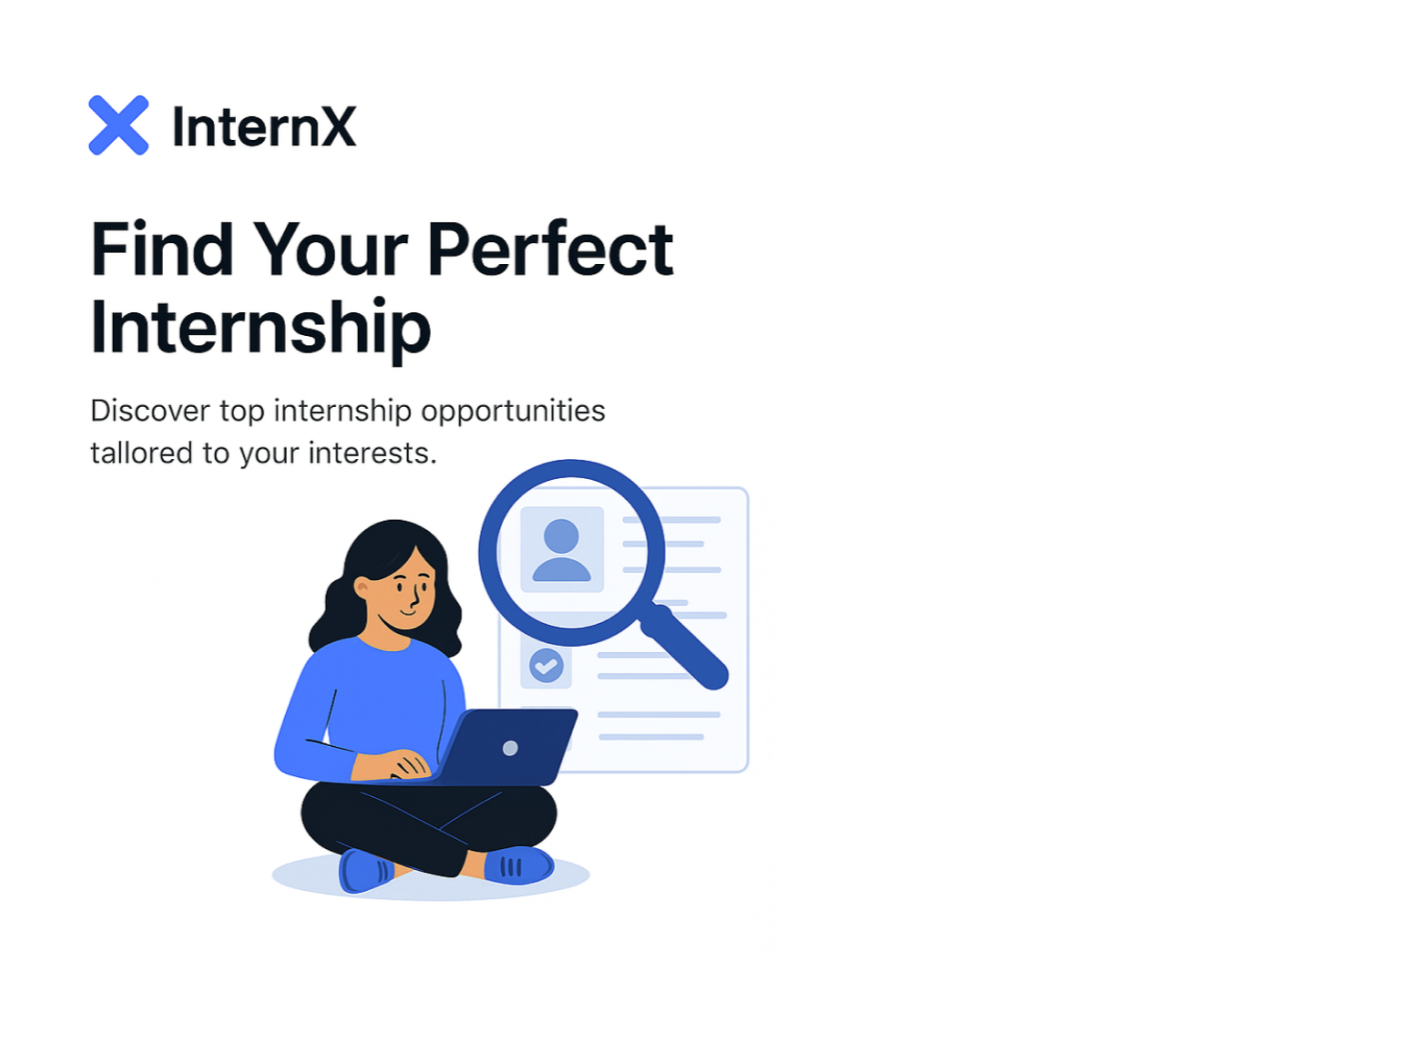 InternX
Find Your Perfect
Internship
Discover top internship opportunities
tallored to your interests.